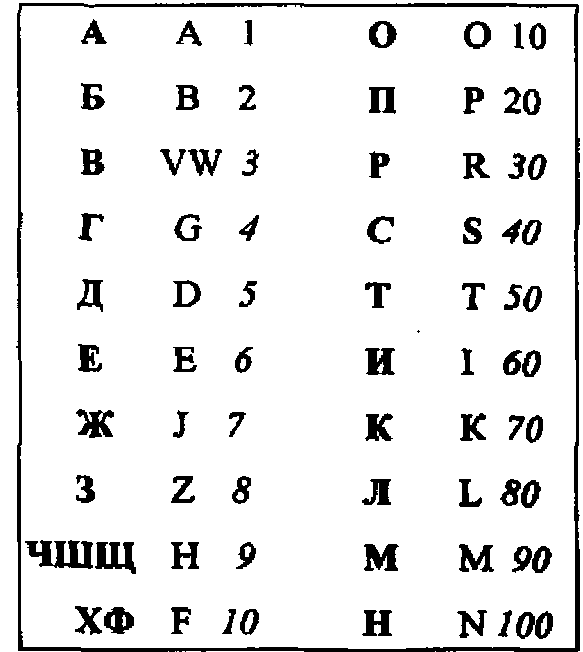 А A 1 О O 10
Б B 2 П P 20
В VW 3 Р R 30
Г G 4 С S 40
Д D 5 Т T 50
Е E 6 И I 60
Ж J 7 К K 70
З Z 8 Л L 80
ЧШЩ H 9 М M 90
ХФ F 10 Н N 100